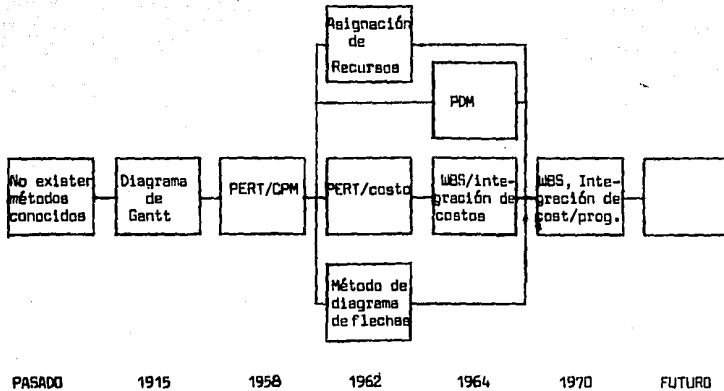 Asignación
de
Recursos
PDM
No existen
métodos
conocidos
Diagrama
de
Gantt
PERT/CPM
PERT/costo
WBS/inte-
gración de
costos
WBS, Inte-
gración de
cost/prog.
Método de
diagrama
de flechas
PASADO 1915 1958 1962 1964 1970 FUTURO